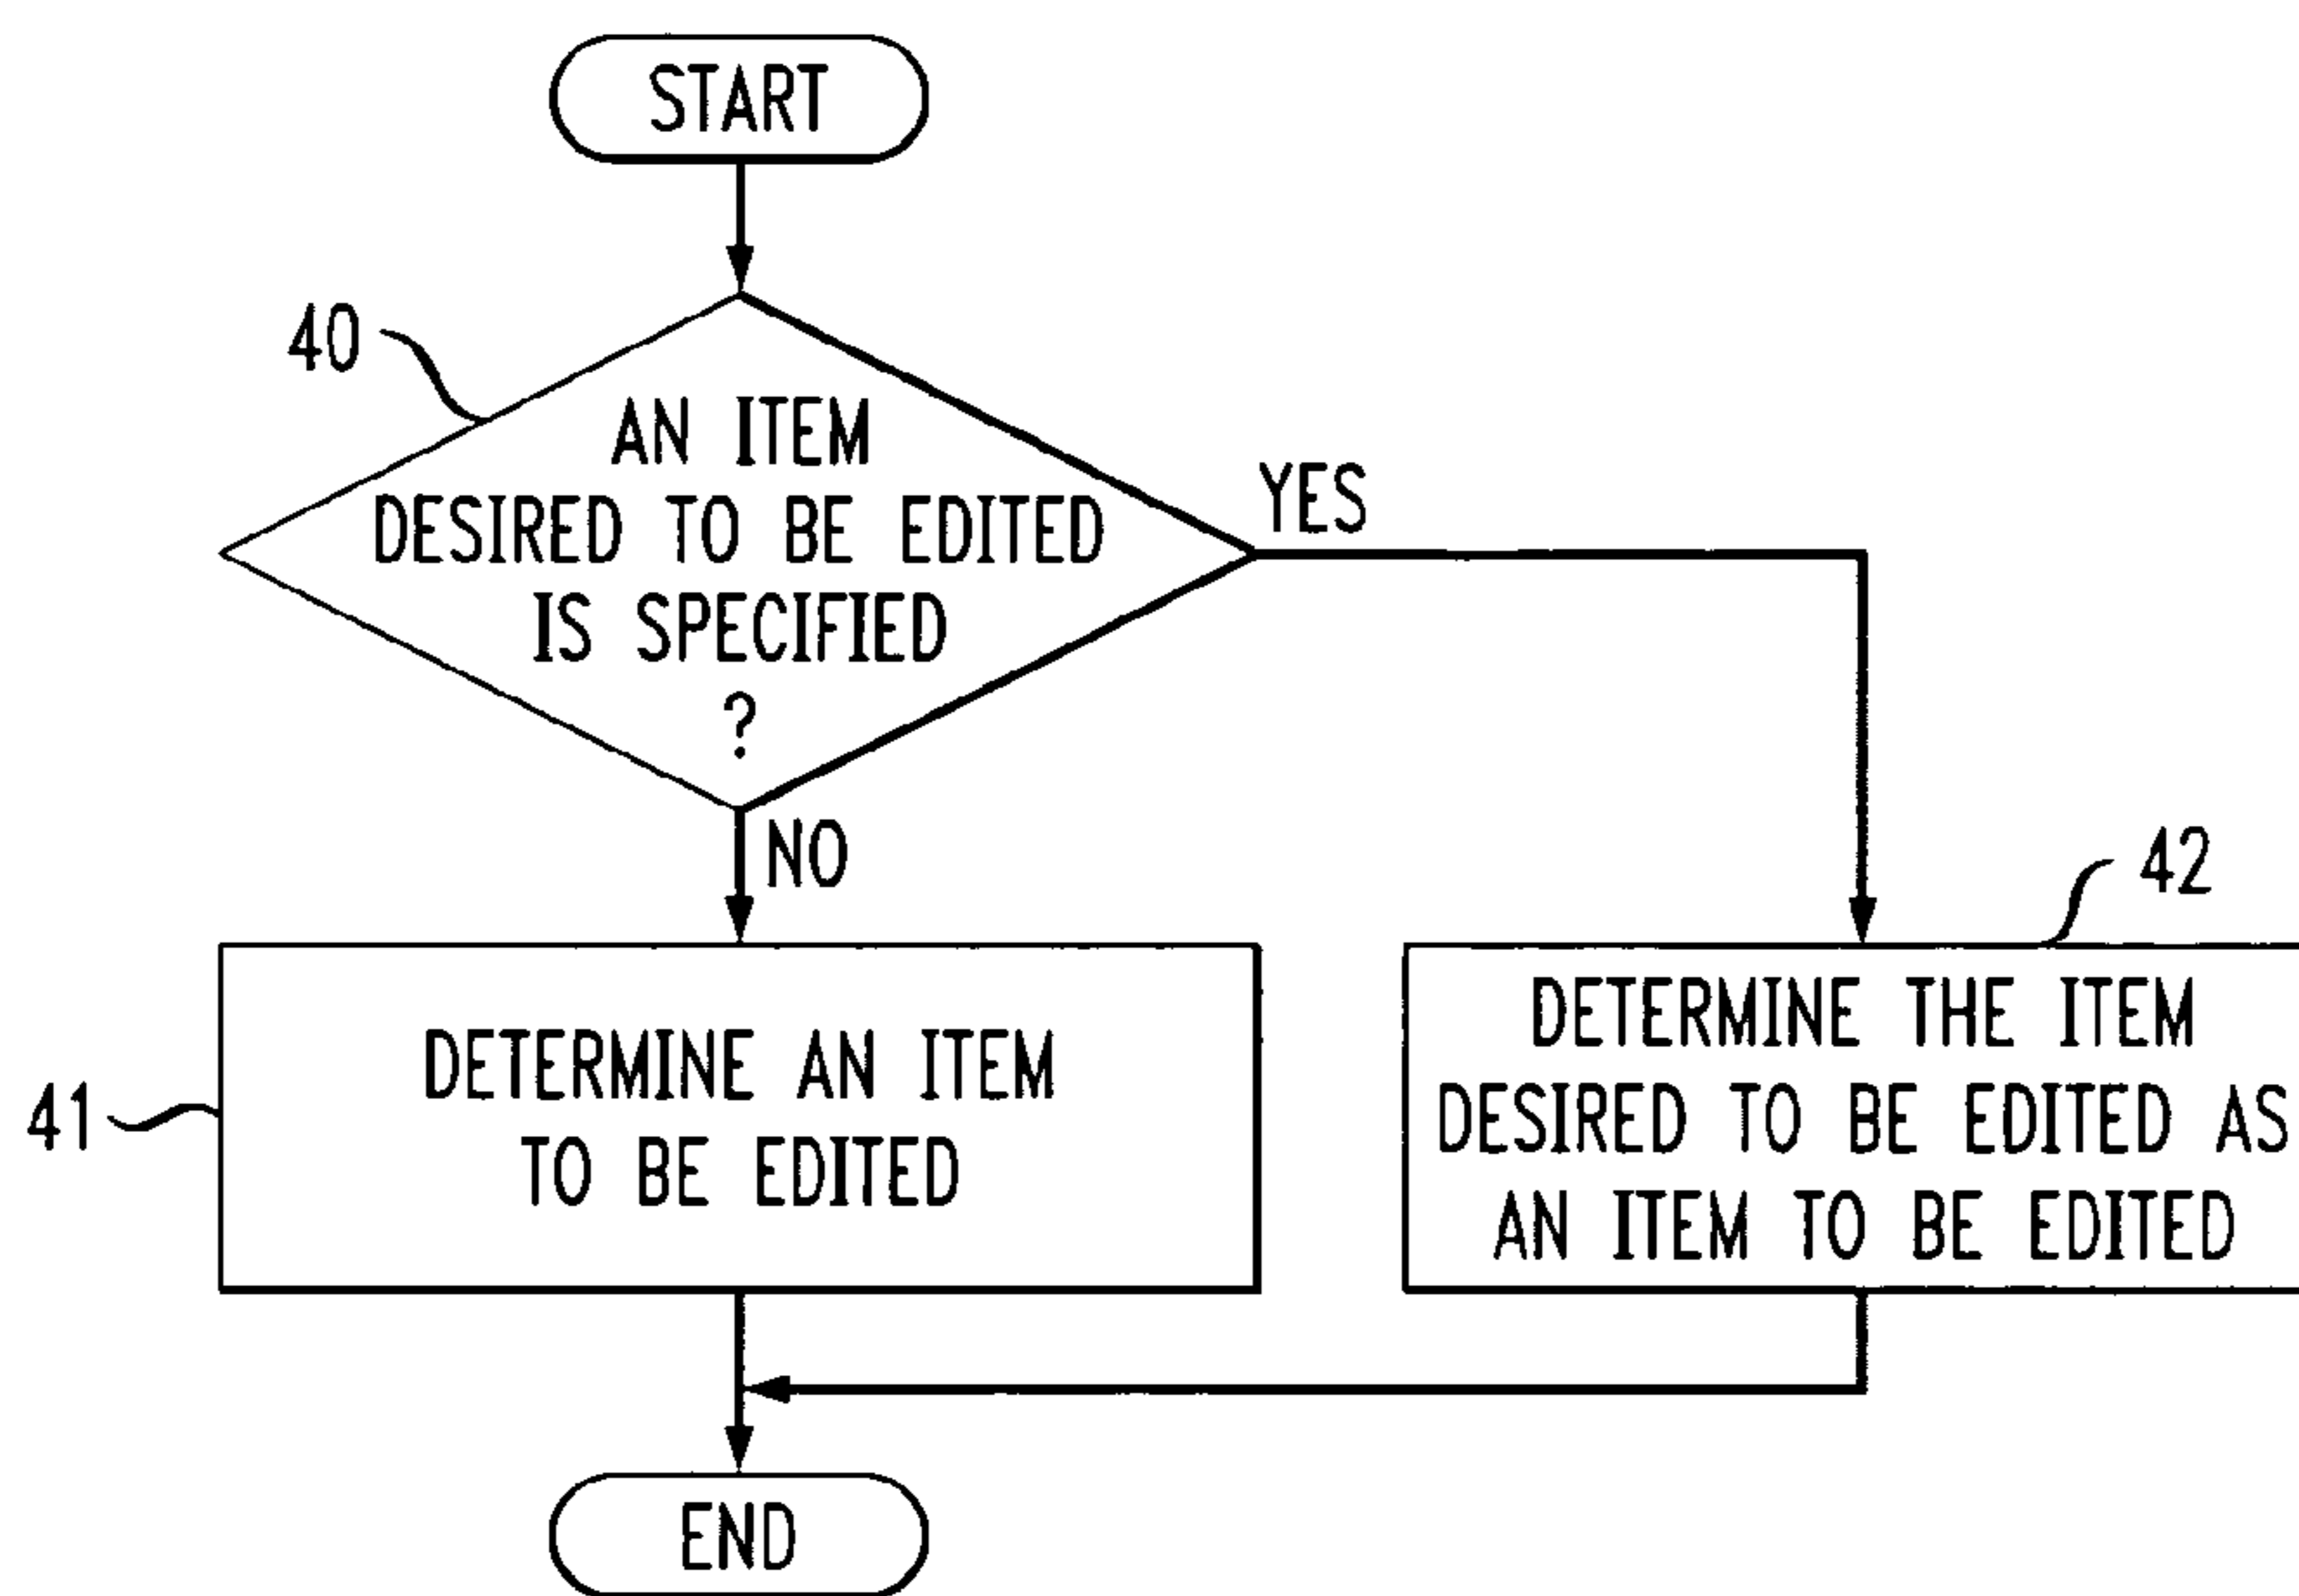 START
40
AN ITEM
DESIRED TO BE EDITED
IS SPECIFIED
?
YES
NO
41
DETERMINE AN ITEM
TO BE EDITED
42
DETERMINE THE ITEM
DESIRED TO BE EDITED AS
AN ITEM TO BE EDITED
END